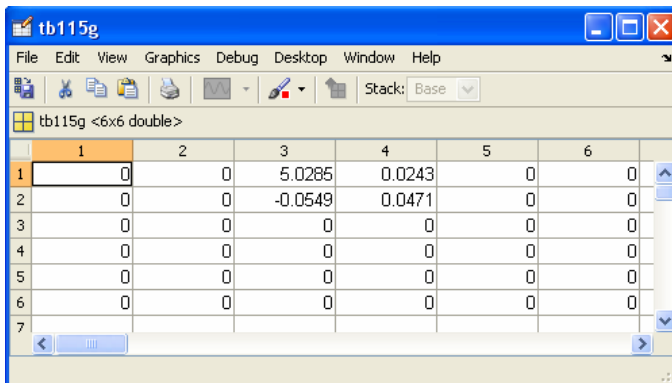 tb115g
File Edit View Graphics Debug Desktop Window Help
Stack: Base
tb115g <6x6 double>
1 2 3 4 5 6
1 0 0 5.0285 0.0243 0 0
2 0 0 -0.0549 0.0471 0 0
3 0 0 0 0 0 0
4 0 0 0 0 0 0
5 0 0 0 0 0 0
6 0 0 0 0 0 0
7